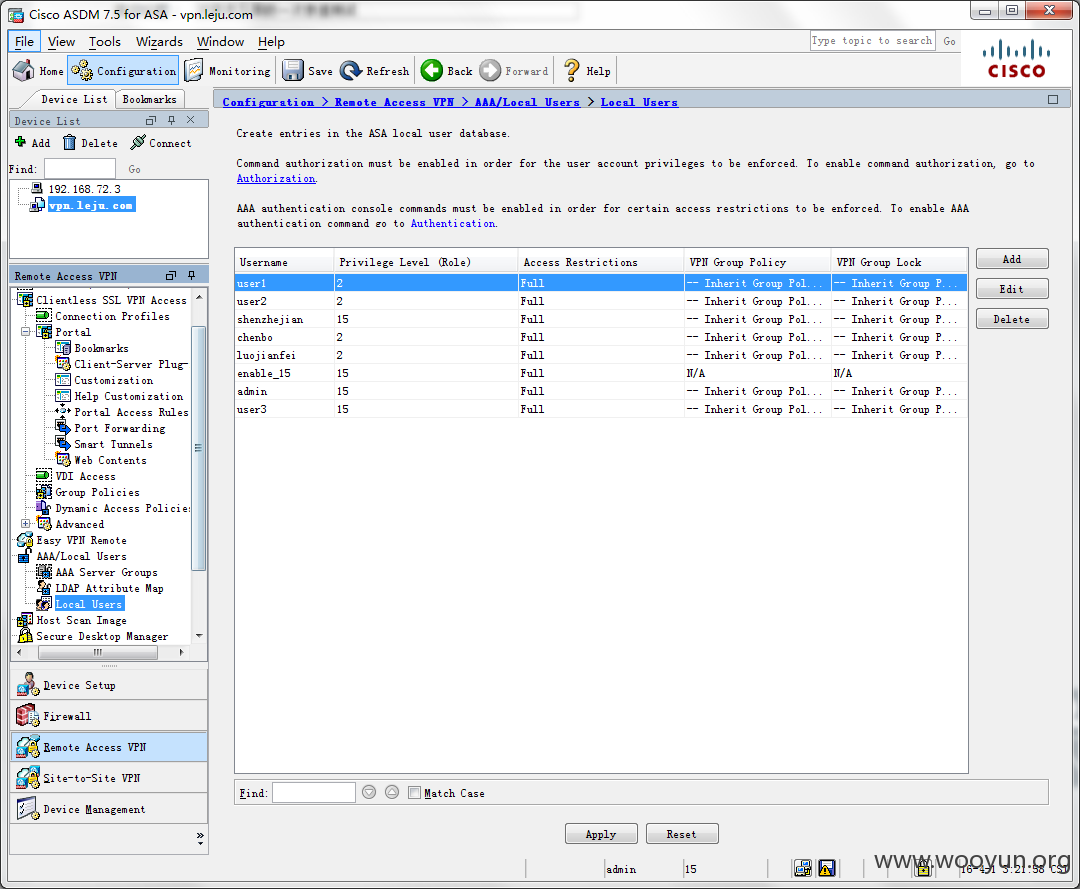 Cisco ASDM 7.5 for ASA - vpn.leju.com
File View Tools Wizards Window Help
Type topic to search Go
Home Configuration Monitoring Save Refresh Back Forward Help
CISCO
Device List Bookmarks
Device List
Add Delete Connect
Find: Go
192.168.72.3
vpn.leju.com
Remote Access VPN
Clientless SSL VPN Access
Connection Profiles
Portal
Bookmarks
Client-Server Plug-
Customization
Help Customization
Portal Access Rules
Port Forwarding
Smart Tunnels
Web Contents
VDI Access
Group Policies
Dynamic Access Policies
Advanced
Easy VPN Remote
AAA/Local Users
AAA Server Groups
LDAP Attribute Map
Local Users
Host Scan Image
Secure Desktop Manager
Device Setup
Firewall
Remote Access VPN
Site-to-Site VPN
Device Management
Configuration > Remote Access VPN > AAA/Local Users > Local Users
Create entries in the ASA local user database.
Command authorization must be enabled in order for the user account privileges to be enforced. To enable command authorization, go to
Authorization.
AAA authentication console commands must be enabled in order for certain access restrictions to be enforced. To enable AAA
authentication command go to Authentication.
Username Privilege Level (Role) Access Restrictions VPN Group Policy VPN Group Lock
user1 2 Full -- Inherit Group Pol... -- Inherit Group P...
user2 2 Full -- Inherit Group Pol... -- Inherit Group P...
shenzhejian 15 Full -- Inherit Group Pol... -- Inherit Group P...
chenbo 2 Full -- Inherit Group Pol... -- Inherit Group P...
luojianfei 2 Full -- Inherit Group Pol... -- Inherit Group P...
enable_15 15 Full N/A N/A
admin 15 Full -- Inherit Group Pol... -- Inherit Group P...
user3 15 Full -- Inherit Group Pol... -- Inherit Group P...
Add
Edit
Delete
Find: Match Case
Apply Reset
admin 15
www.wooyun.org